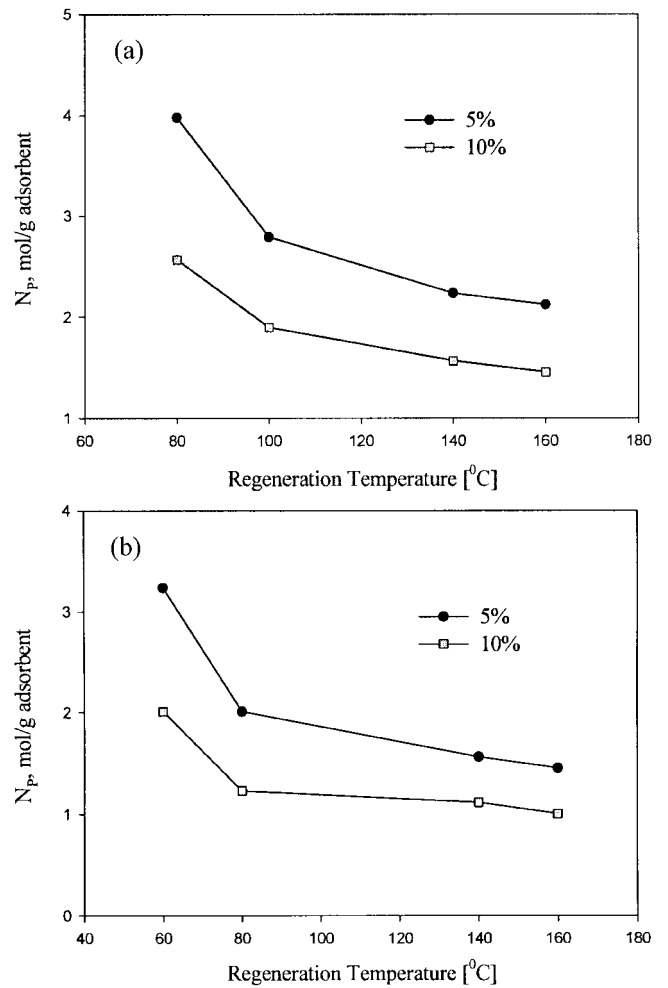 5
(a)
4
5%
10%
N_P, mol/g adsorbent
3
2
1
60 80 100 120 140 160 180
Regeneration Temperature [⁰C]
4
(b)
3
5%
10%
N_P, mol/g adsorbent
2
1
0
40 60 80 100 120 140 160 180
Regeneration Temperature [⁰C]